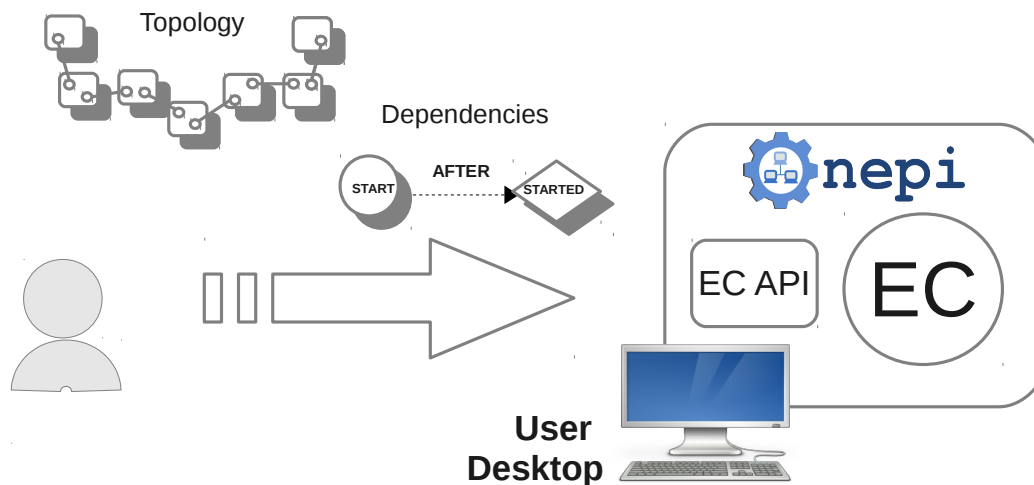 Topology
Dependencies
START
AFTER
STARTED
nepi
EC API
EC
User
Desktop